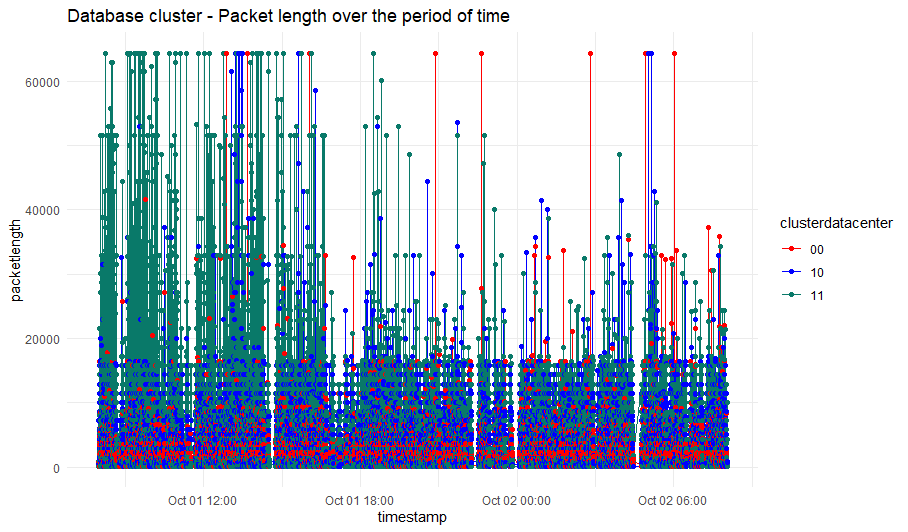 Database cluster - Packet length over the period of time
packetlength
60000
40000
20000
0
Oct 01 12:00
Oct 01 18:00
Oct 02 00:00
Oct 02 06:00
timestamp
clusterdatacenter
00
10
11